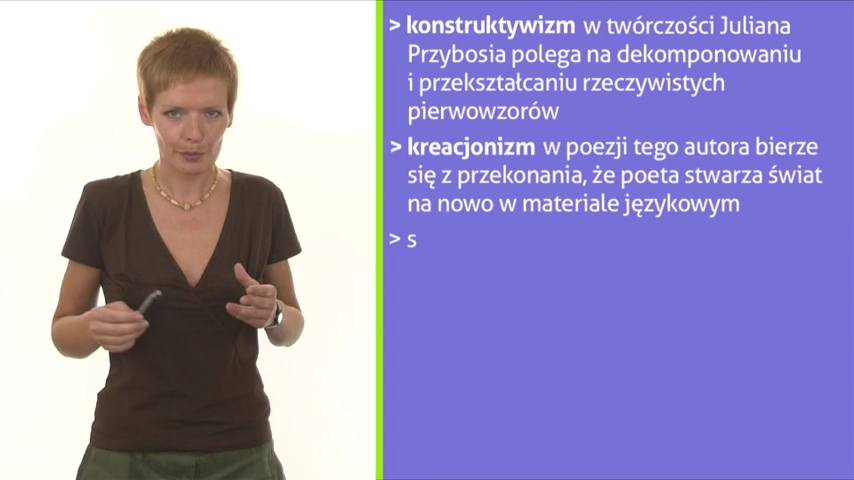 > konstruktywizm w twórczości Juliana
Przybosia polega na dekomponowaniu
i przekształcaniu rzeczywistych
pierwowzorów
> kreacjonizm w poezji tego autora bierze
się z przekonania, że poeta stwarza świat
na nowo w materiale językowym
> s